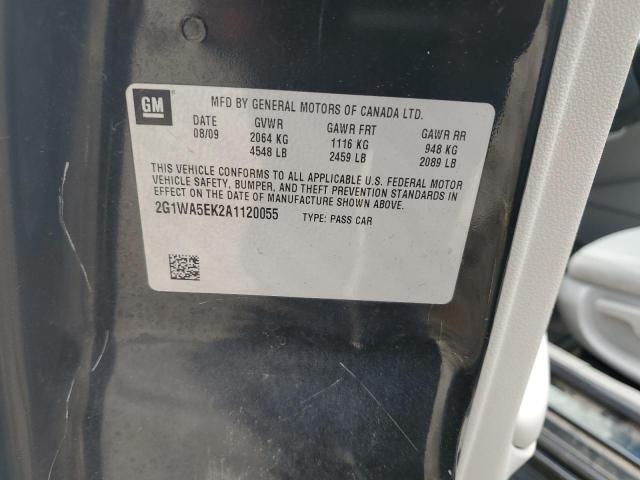 GM
MFD BY GENERAL MOTORS OF CANADA LTD.
DATE GVWR GAWR FRT GAWR RR
08/09 2064 KG 1116 KG 948 KG
4548 LB 2459 LB 2089 LB
THIS VEHICLE CONFORMS TO ALL APPLICABLE U.S. FEDERAL MOTOR
VEHICLE SAFETY, BUMPER, AND THEFT PREVENTION STANDARDS IN
EFFECT ON THE DATE OF MANUFACTURE SHOWN ABOVE.
2G1WA5EK2A1120055 TYPE: PASS CAR